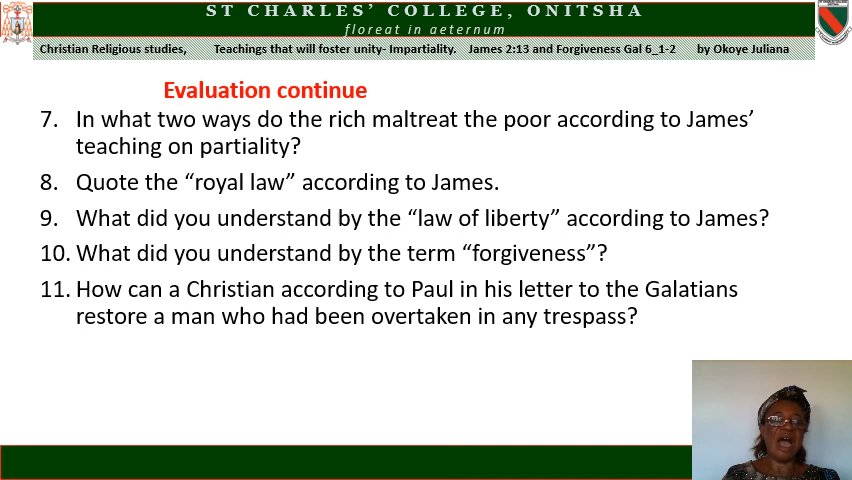 ST CHARLES' COLLEGE, ONITSHA
floreat in aeternum
Christian Religious studies, Teachings that will foster unity- Impartiality. James 2:13 and Forgiveness Gal 6_1-2 by Okoye Juliana
Evaluation continue
7. In what two ways do the rich maltreat the poor according to James’
teaching on partiality?
8. Quote the “royal law” according to James.
9. What did you understand by the “law of liberty” according to James?
10. What did you understand by the term “forgiveness”?
11. How can a Christian according to Paul in his letter to the Galatians
restore a man who had been overtaken in any trespass?